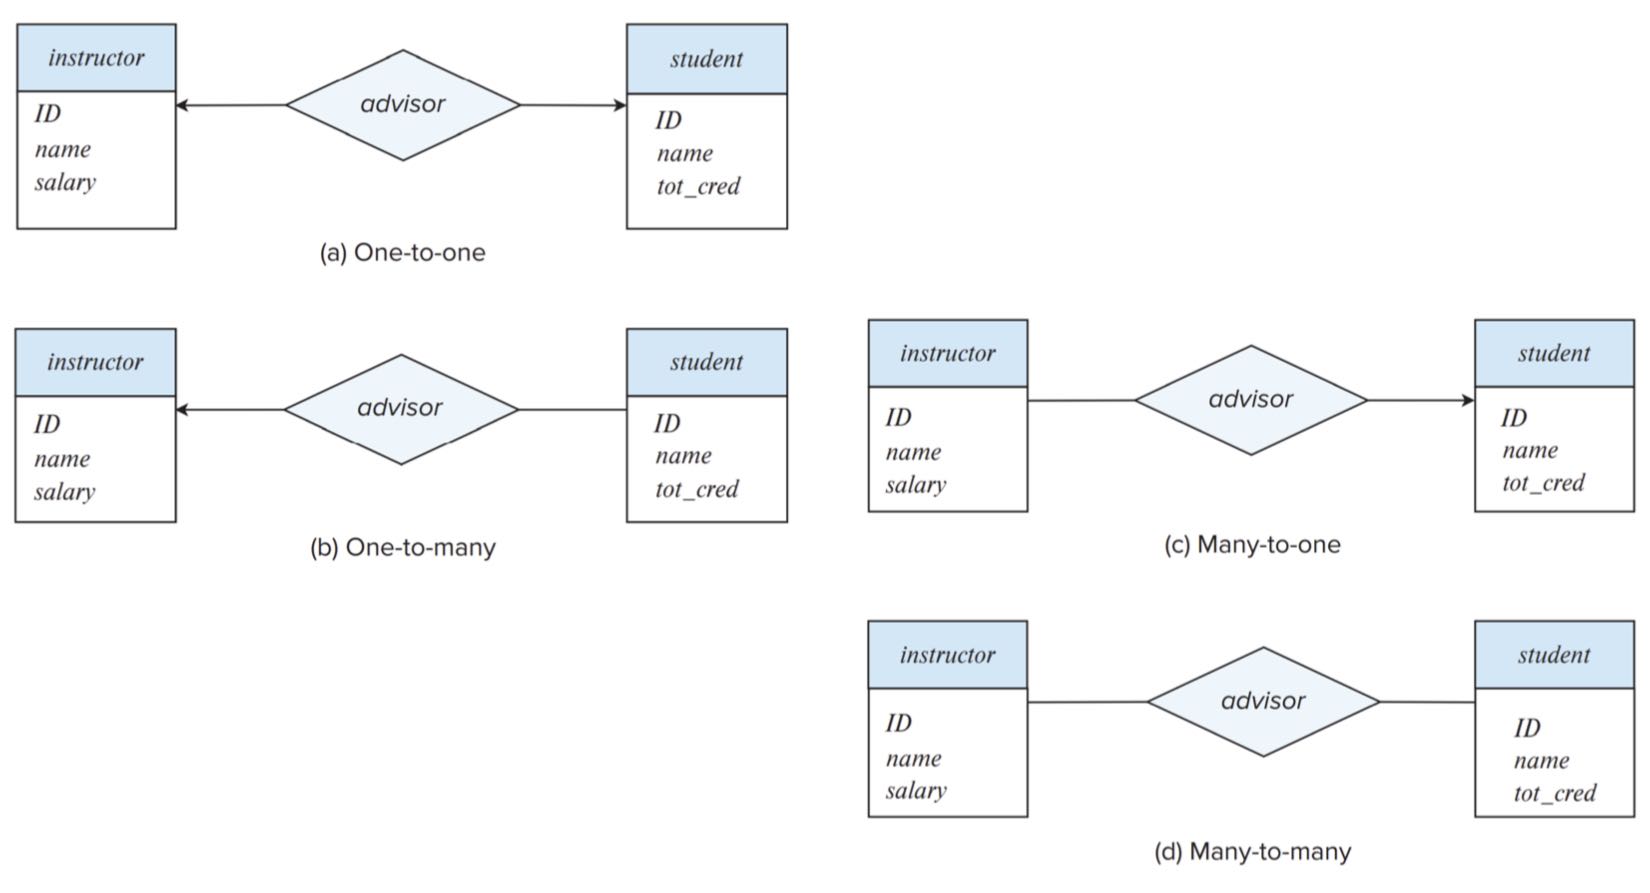 instructor
ID
name
salary
advisor
student
ID
name
tot_cred
(a) One-to-one
instructor
ID
name
salary
advisor
student
ID
name
tot_cred
(b) One-to-many
instructor
ID
name
salary
advisor
student
ID
name
tot_cred
(c) Many-to-one
instructor
ID
name
salary
advisor
student
ID
name
tot_cred
(d) Many-to-many